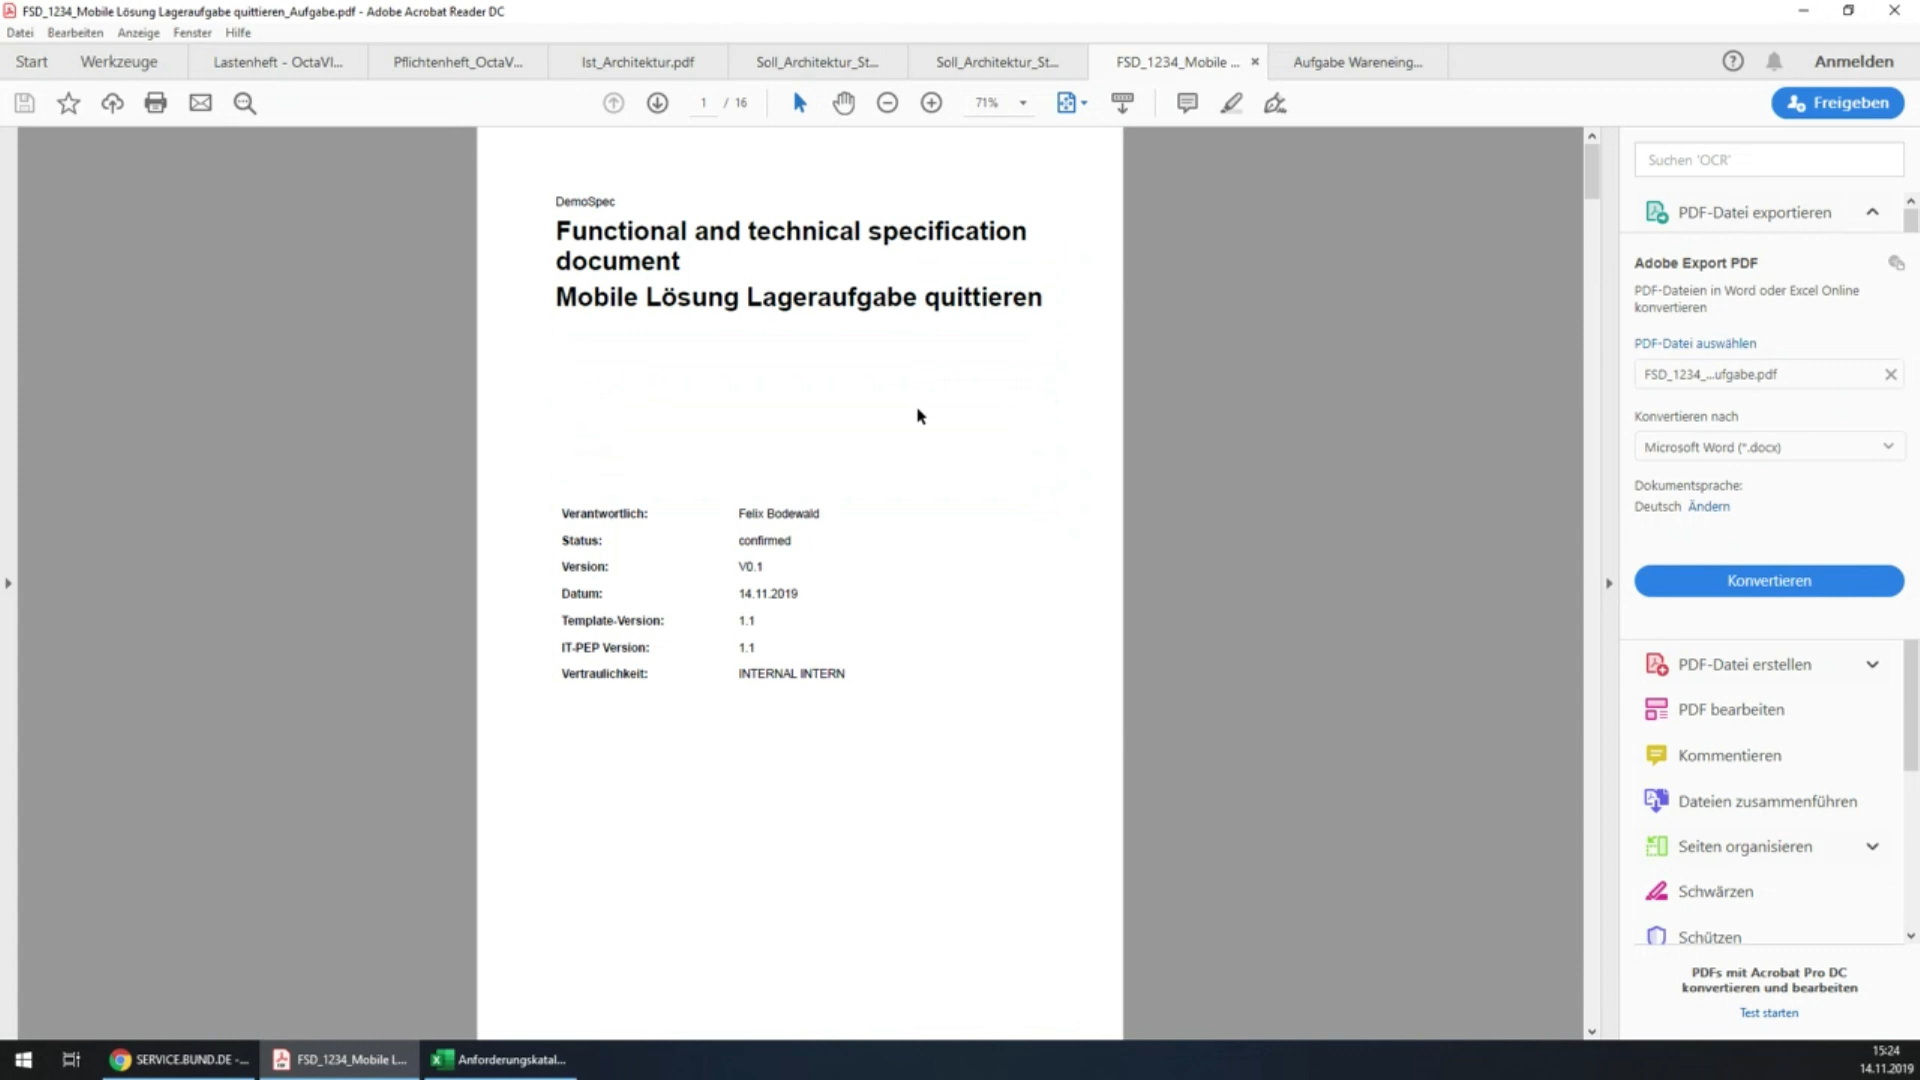 FSD_1234_Mobile Lösung Lageraufgabe quittieren_Aufgabe.pdf - Adobe Acrobat Reader DC
Datei Bearbeiten Anzeige Fenster Hilfe
Start Werkzeuge Lastenheft - OctaVI... Pflichtenheft_OctaV... Ist_Architektur.pdf Soll_Architektur_St... Soll_Architektur_St... FSD_1234_Mobile ... Aufgabe Wareneing... Anmelden
1 / 16 71% Freigeben
DemoSpec
Functional and technical specification
document
Mobile Lösung Lageraufgabe quittieren
Verantwortlich: Felix Bodewald
Status: confirmed
Version: V0.1
Datum: 14.11.2019
Template-Version: 1.1
IT-PEP Version: 1.1
Vertraulichkeit: INTERNAL INTERN
Suchen 'OCR'
PDF-Datei exportieren
Adobe Export PDF
PDF-Dateien in Word oder Excel Online
konvertieren
PDF-Datei auswählen
FSD_1234_...ufgabe.pdf
Konvertieren nach
Microsoft Word (*.docx)
Dokumentsprache:
Deutsch Ändern
Konvertieren
PDF-Datei erstellen
PDF bearbeiten
Kommentieren
Dateien zusammenführen
Seiten organisieren
Schwärzen
Schützen
PDFs mit Acrobat Pro DC
konvertieren und bearbeiten
Test starten
SERVICE.BUND.DE -... FSD_1234_Mobile L... Anforderungskatal...
15:24
14.11.2019